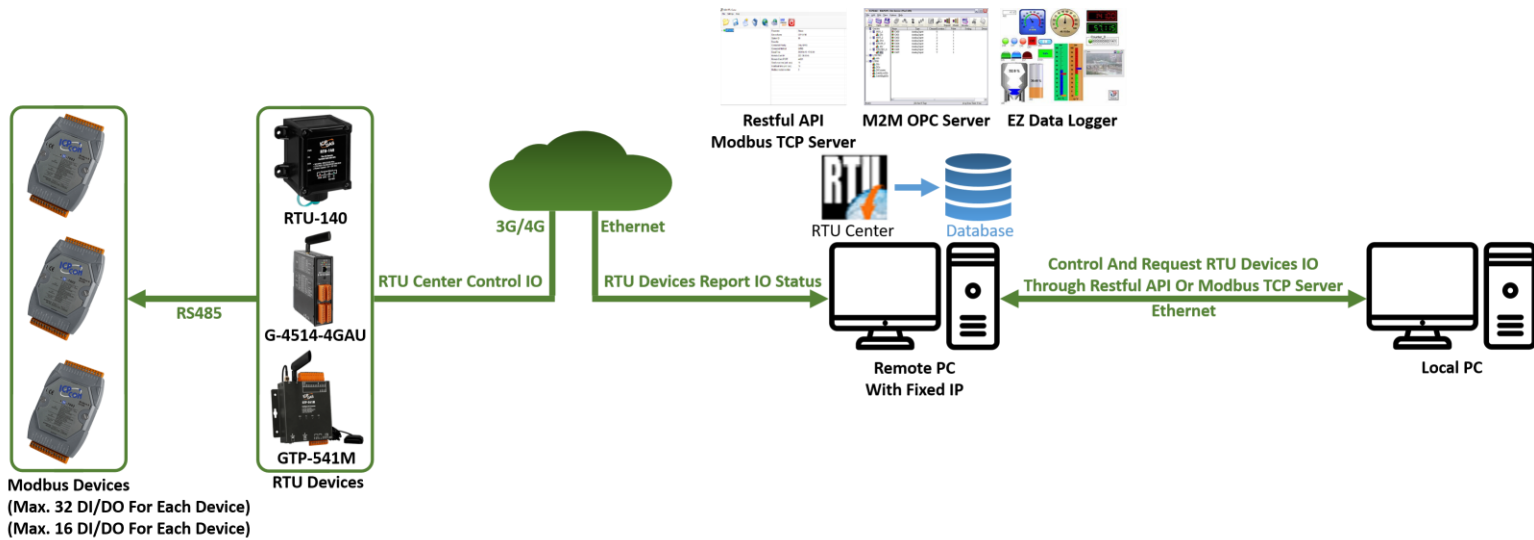 Restful API
Modbus TCP Server
M2M OPC Server
EZ Data Logger
RTU
RTU Center
Database
RTU-140
G-4514-4GAU
GTP-541M
RTU Devices
Modbus Devices
(Max. 32 DI/DO For Each Device)
(Max. 16 DI/DO For Each Device)
RS485
RTU Center Control IO
3G/4G
Ethernet
RTU Devices Report IO Status
Remote PC
With Fixed IP
Control And Request RTU Devices IO
Through Restful API Or Modbus TCP Server
Ethernet
Local PC